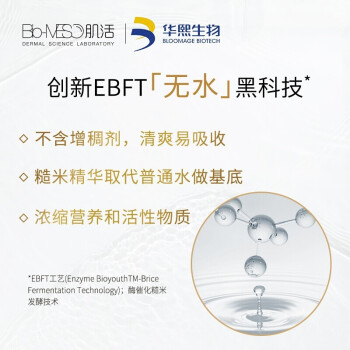 Bio-MESO肌活
DERMAL SCIENCE LABORATORY
华熙生物
BLOOMAGE BIOTECH
创新EBFT「无水」黑科技*
不含增稠剂，清爽易吸收
糙米精华取代普通水做基底
浓缩营养和活性物质
*EBFT工艺(Enzyme BioyouthTM-Brice
Fermentation Technology)；酶催化糙米
发酵技术